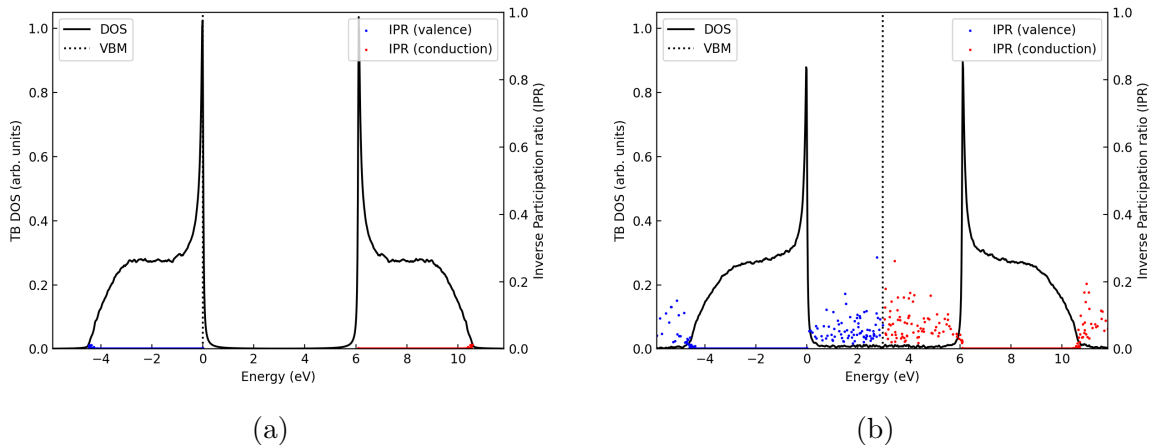 DOS
VBM
IPR (valence)
IPR (conduction)
1.0
0.8
0.6
0.4
0.2
0.0
1.0
0.8
0.6
0.4
0.2
0.0
−4
−2
0
2
4
6
8
10
TB DOS (arb. units)
Inverse Participation ratio (IPR)
Energy (eV)
(a)
DOS
VBM
IPR (valence)
IPR (conduction)
1.0
0.8
0.6
0.4
0.2
0.0
1.0
0.8
0.6
0.4
0.2
0.0
−4
−2
0
2
4
6
8
10
TB DOS (arb. units)
Inverse Participation ratio (IPR)
Energy (eV)
(b)